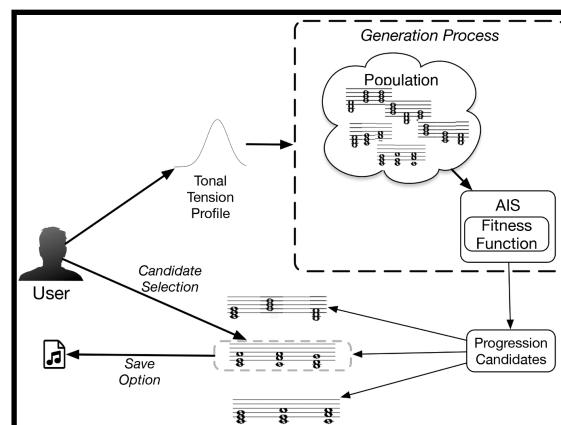 Generation Process
Population
Tonal
Tension
Profile
AIS
Fitness
Function
User
Candidate
Selection
Progression
Candidates
Save
Option